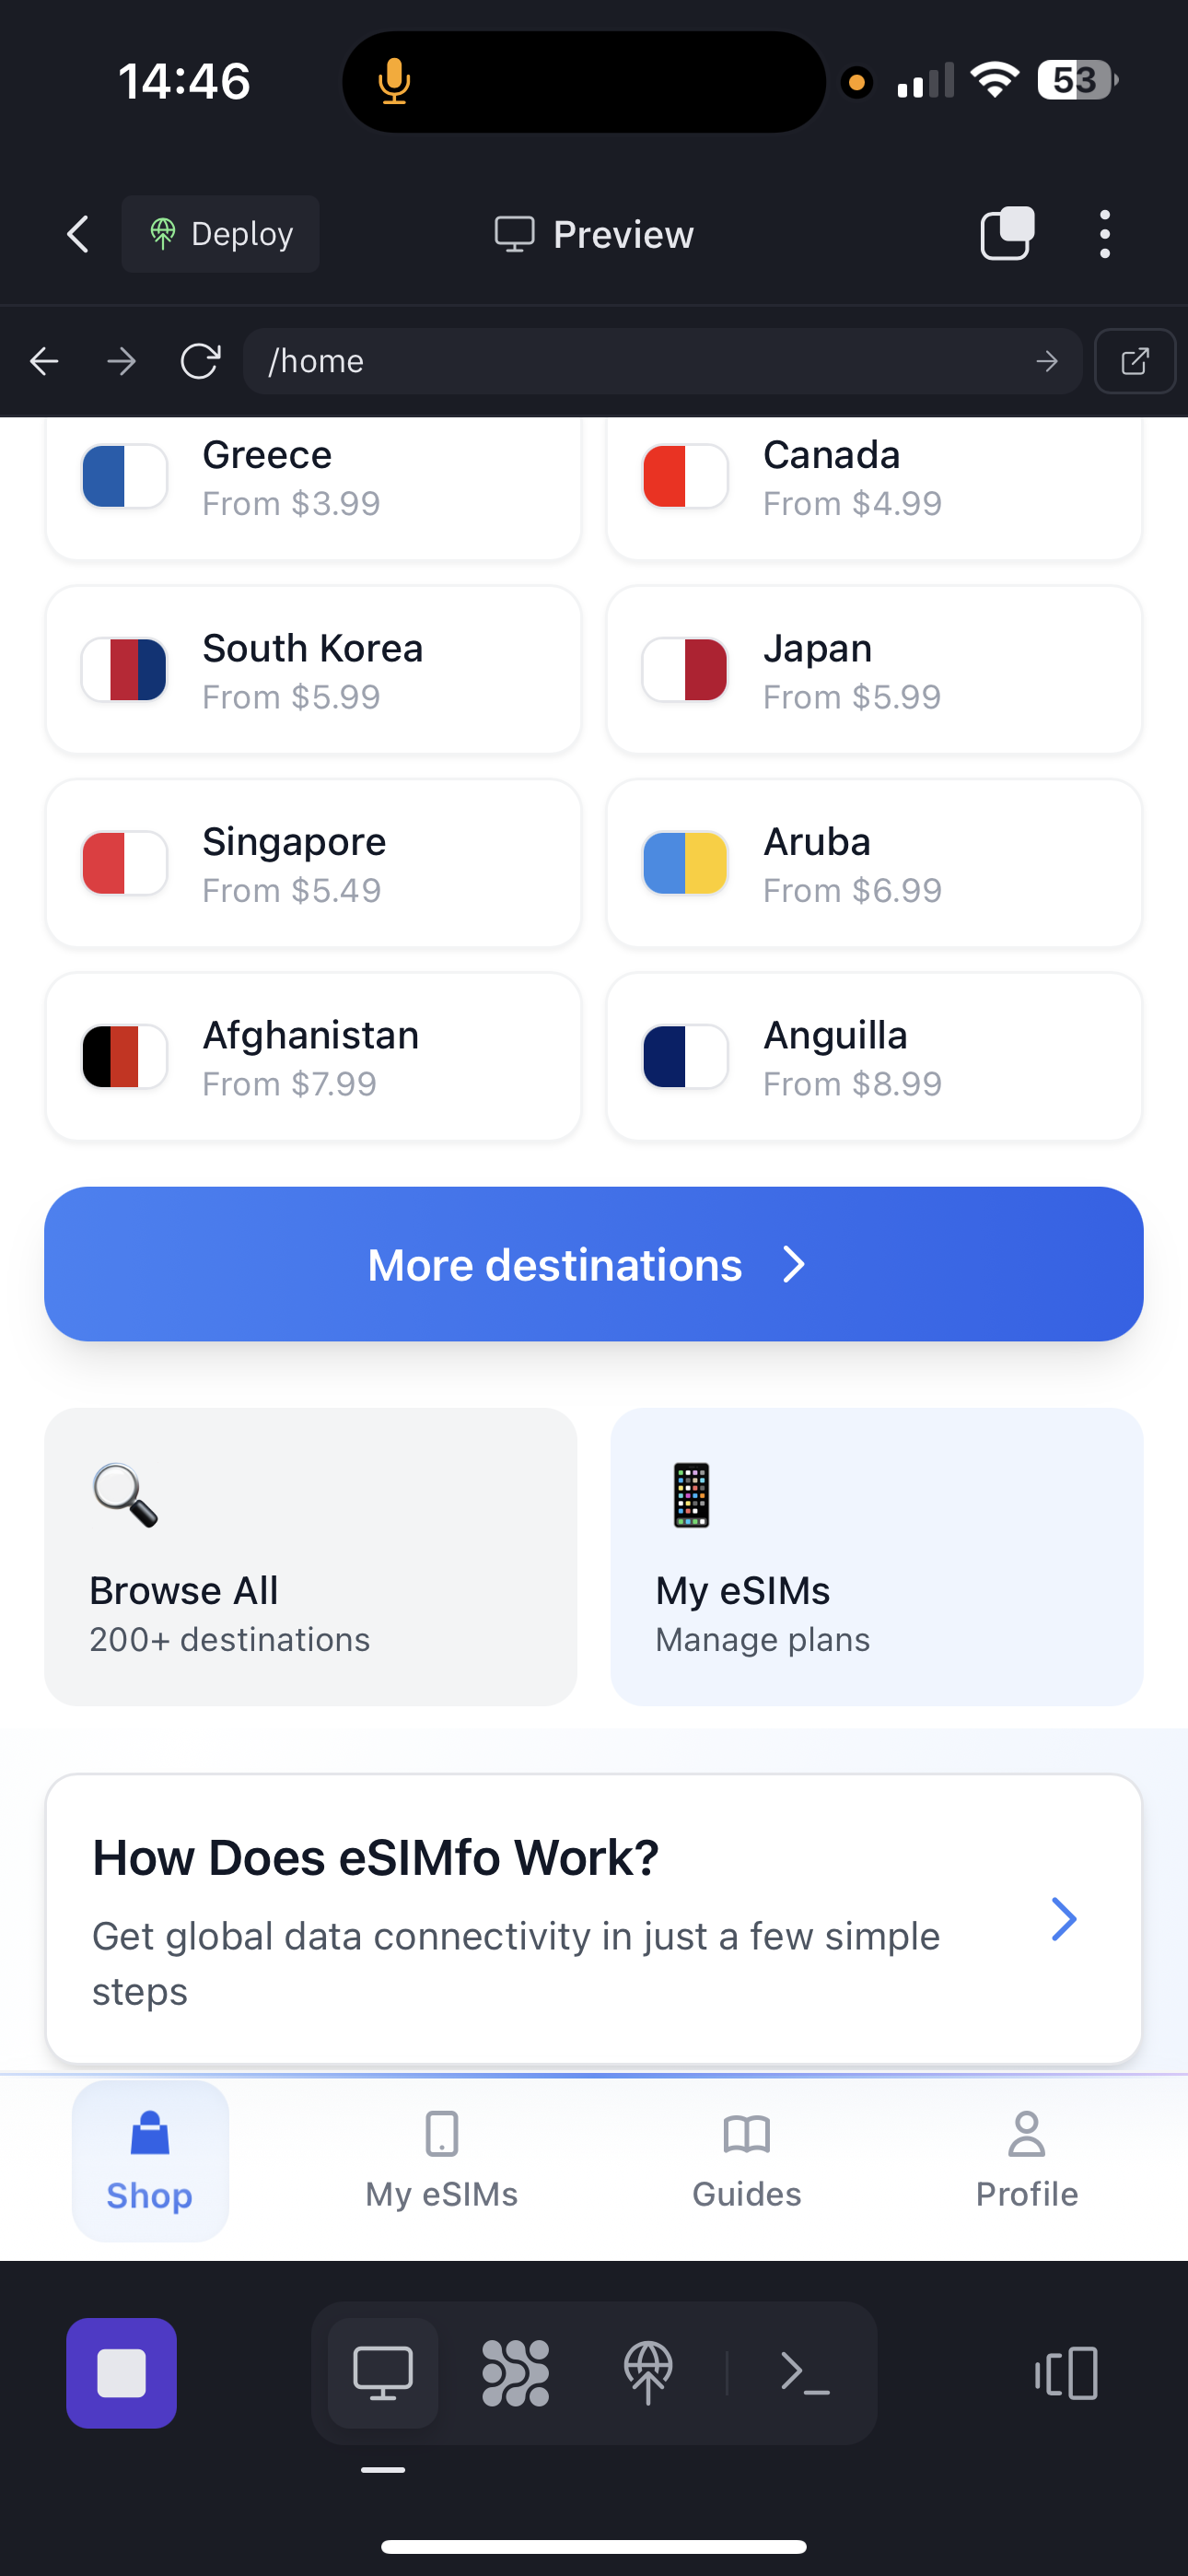 14:46
53
Deploy
Preview
/home
Greece
From $3.99
Canada
From $4.99
South Korea
From $5.99
Japan
From $5.99
Singapore
From $5.49
Aruba
From $6.99
Afghanistan
From $7.99
Anguilla
From $8.99
More destinations
Browse All
200+ destinations
My eSIMs
Manage plans
How Does eSIMfo Work?
Get global data connectivity in just a few simple
steps
Shop
My eSIMs
Guides
Profile